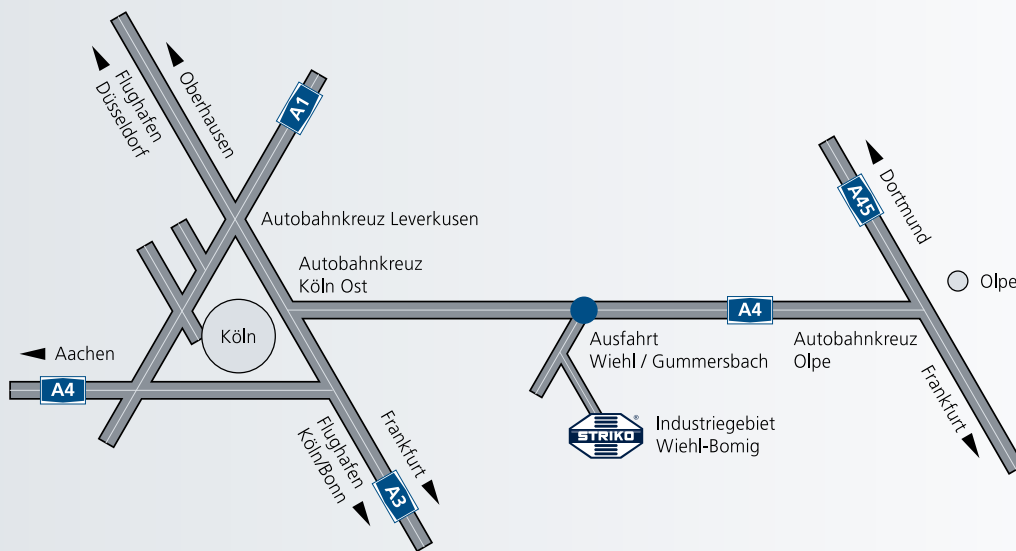 Flughafen
Düsseldorf
Oberhausen
A1
Autobahnkreuz Leverkusen
Autobahnkreuz
Köln Ost
Köln
Aachen
A4
Flughafen
Köln/Bonn
Frankfurt
A3
Ausfahrt
Wiehl / Gummersbach
A4
Autobahnkreuz
Olpe
STRIKO®
Industriegebiet
Wiehl-Bomig
A45
Dortmund
Olpe
Frankfurt